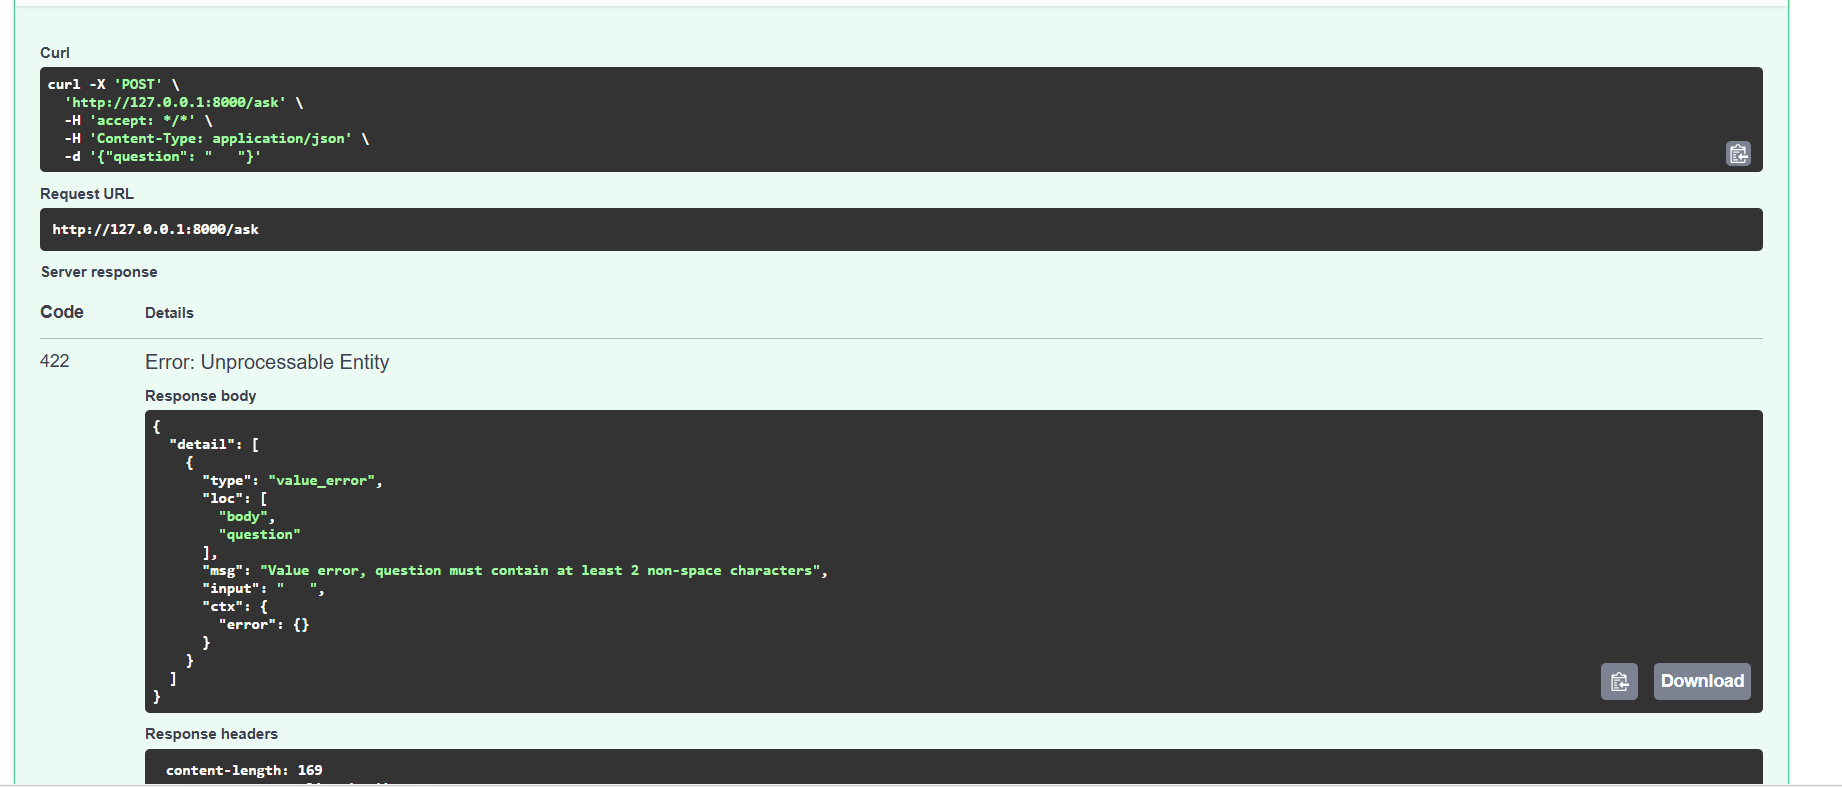 Curl
curl -X 'POST' \
  'http://127.0.0.1:8000/ask' \
  -H 'accept: */*' \
  -H 'Content-Type: application/json' \
  -d '{"question": "   "}'
Request URL
http://127.0.0.1:8000/ask
Server response
Code Details
422 Error: Unprocessable Entity
Response body
{
  "detail": [
    {
      "type": "value_error",
      "loc": [
        "body",
        "question"
      ],
      "msg": "Value error, question must contain at least 2 non-space characters",
      "input": "   ",
      "ctx": {
        "error": {}
      }
    }
  ]
}
Download
Response headers
content-length: 169